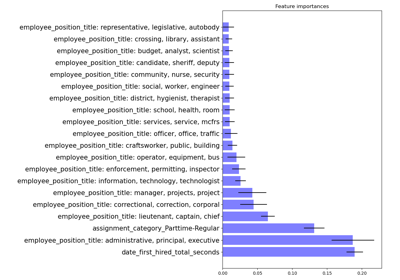 Feature importances
employee_position_title: representative, legislative, autobody
employee_position_title: crossing, library, assistant
employee_position_title: budget, analyst, scientist
employee_position_title: candidate, sheriff, deputy
employee_position_title: community, nurse, security
employee_position_title: social, worker, engineer
employee_position_title: district, hygienist, therapist
employee_position_title: school, health, room
employee_position_title: services, service, mcfrs
employee_position_title: officer, office, traffic
employee_position_title: craftsworker, public, building
employee_position_title: operator, equipment, bus
employee_position_title: enforcement, permitting, inspector
employee_position_title: information, technology, technologist
employee_position_title: manager, projects, project
employee_position_title: correctional, correction, corporal
employee_position_title: lieutenant, captain, chief
assignment_category_Parttime-Regular
employee_position_title: administrative, principal, executive
date_first_hired_total_seconds
0.00 0.05 0.10 0.15 0.20